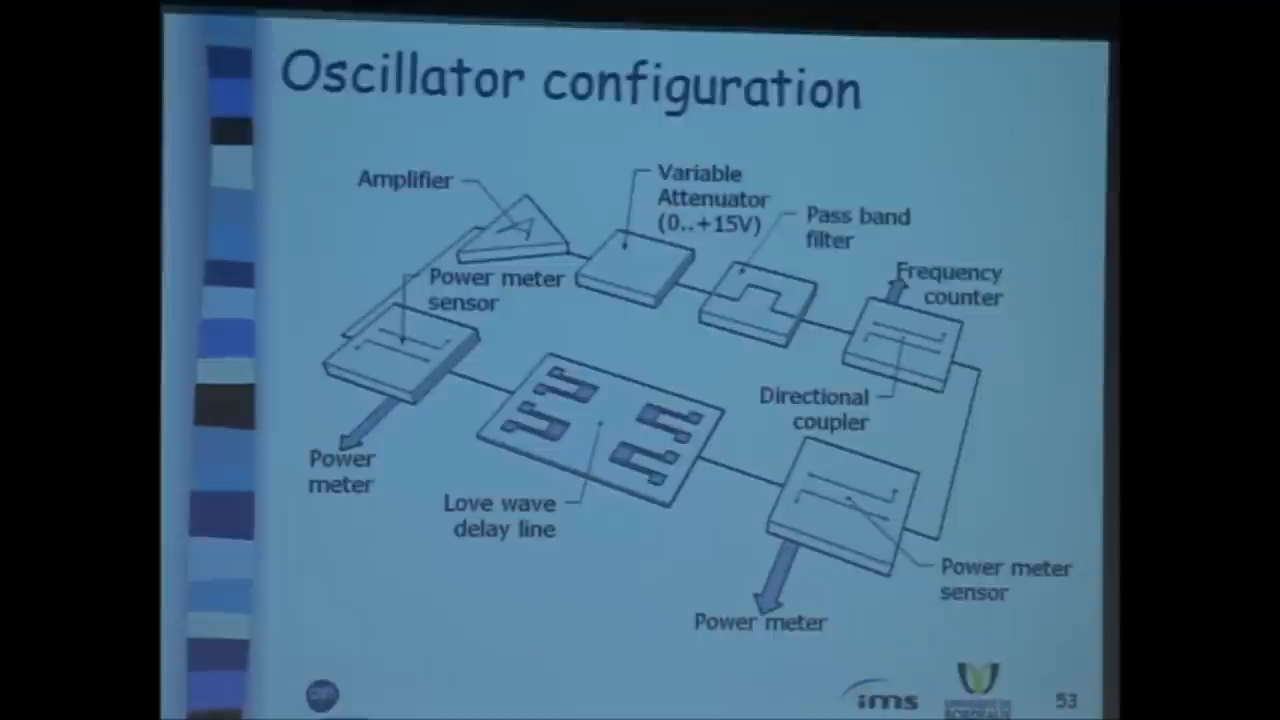 Oscillator configuration
Amplifier
Variable
Attenuator
(0..+15V)
Pass band
filter
Frequency
counter
Power meter
sensor
Directional
coupler
Power
meter
Love wave
delay line
Power meter
sensor
Power meter
ims
53